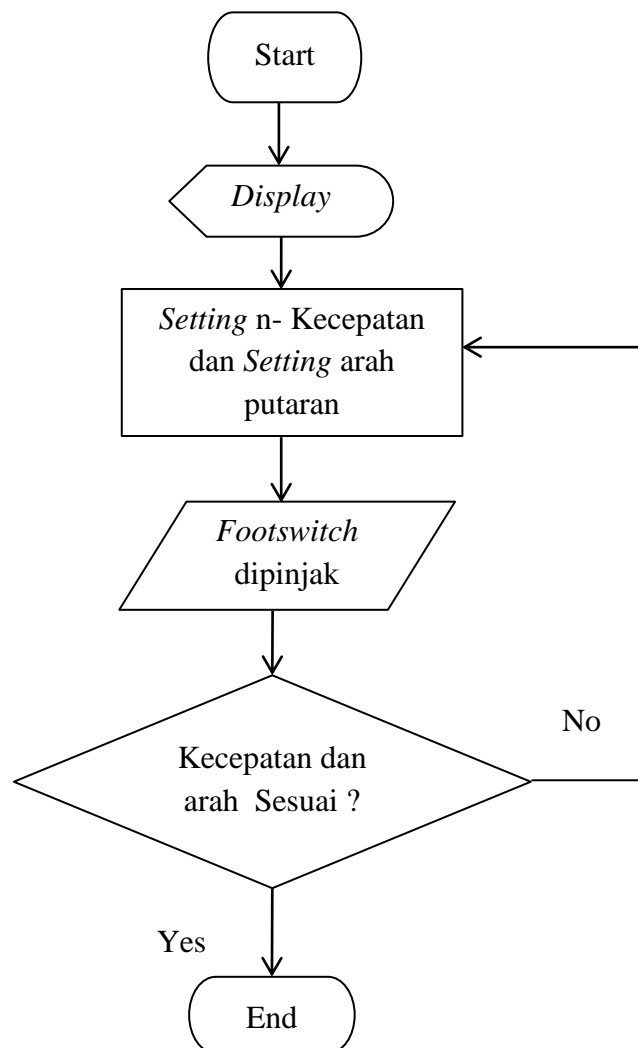 Start
Display
Setting n- Kecepatan
dan Setting arah
putaran
Footswitch
dipinjak
Kecepatan dan
arah  Sesuai ?
No
Yes
End